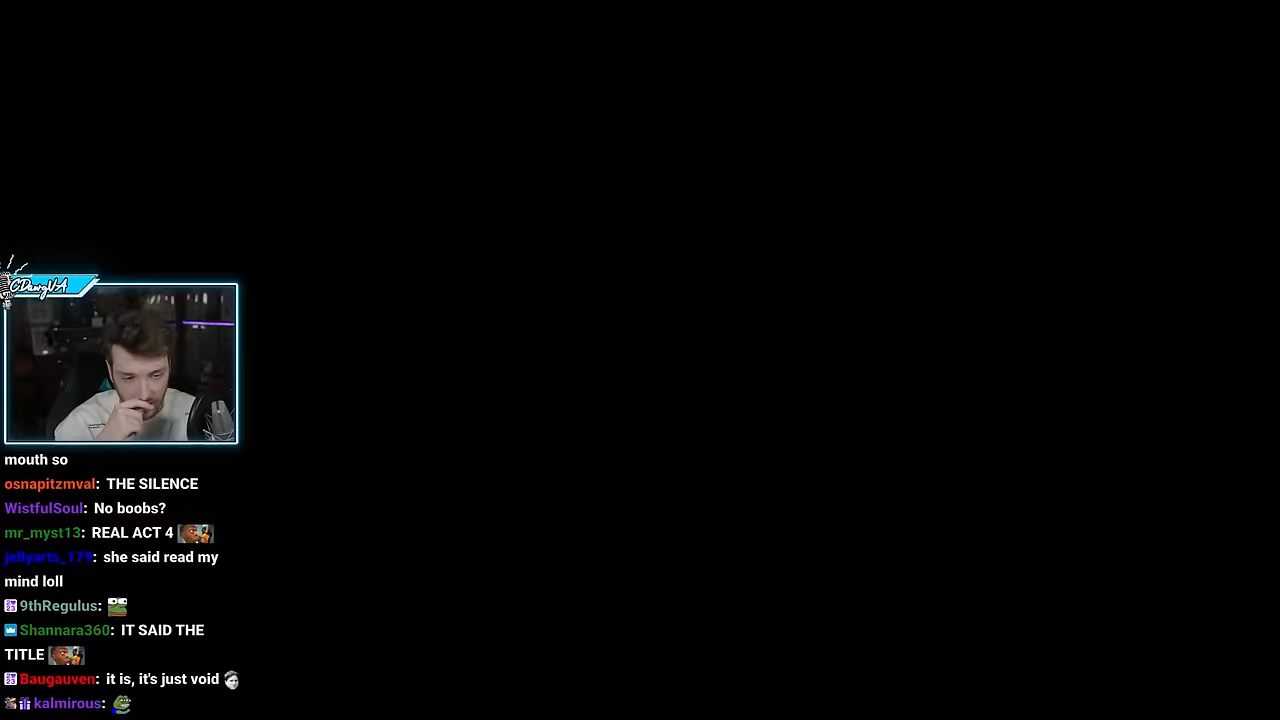 CDawgVA
mouth so
osnapitzmval: THE SILENCE
WistfulSoul: No boobs?
mr_myst13: REAL ACT 4
jellyarts_179: she said read my
mind loll
9thRegulus:
Shannara360: IT SAID THE
TITLE
Baugauven: it is, it's just void
kalmirous: